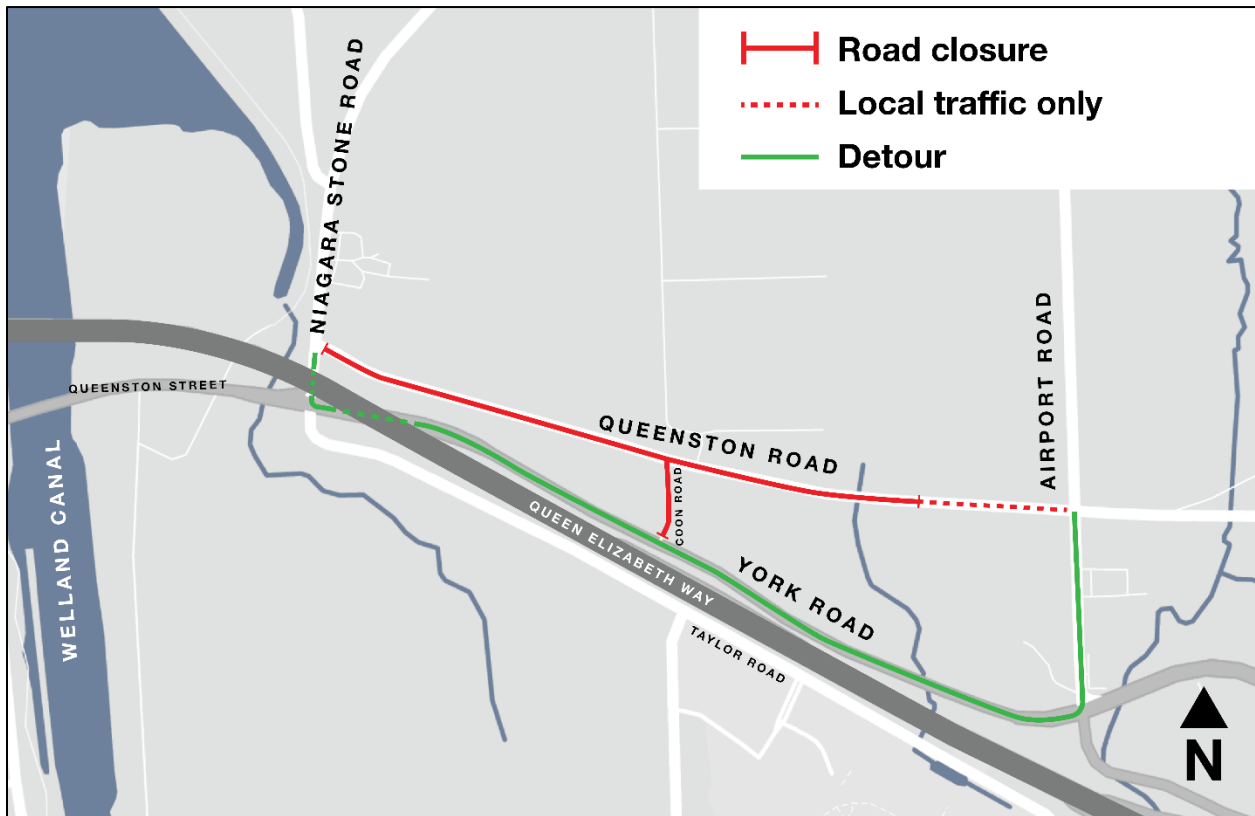 Road closure
Local traffic only
Detour
NIAGARA STONE ROAD
QUEENSTON STREET
WELLAND CANAL
QUEENSTON ROAD
AIRPORT ROAD
COON ROAD
QUEEN ELIZABETH WAY
YORK ROAD
TAYLOR ROAD
N